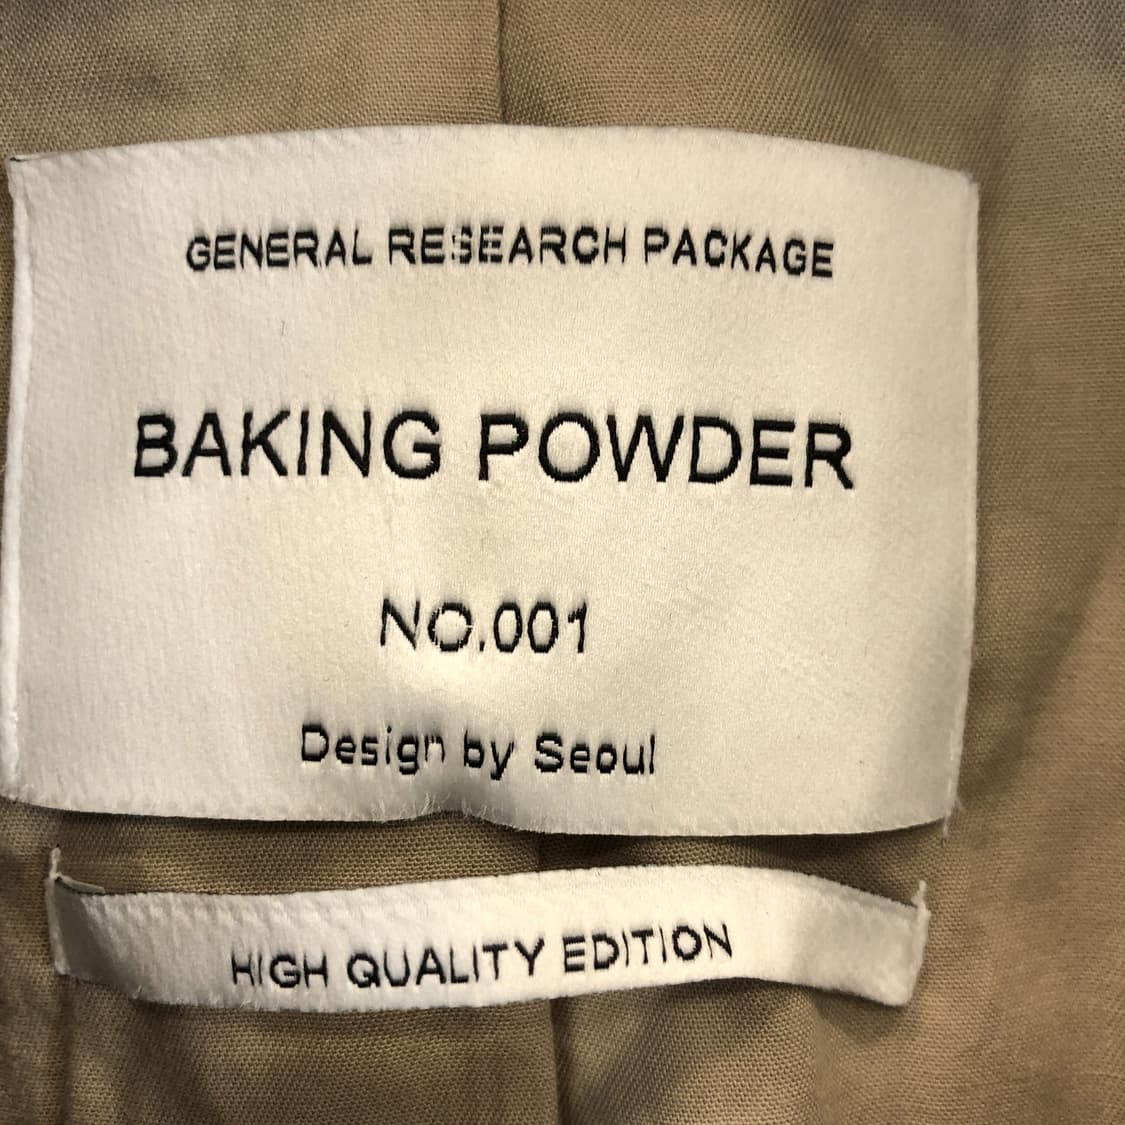 GENERAL RESEARCH PACKAGE
BAKING POWDER
NO.001
Design by Seoul
HIGH QUALITY EDITION